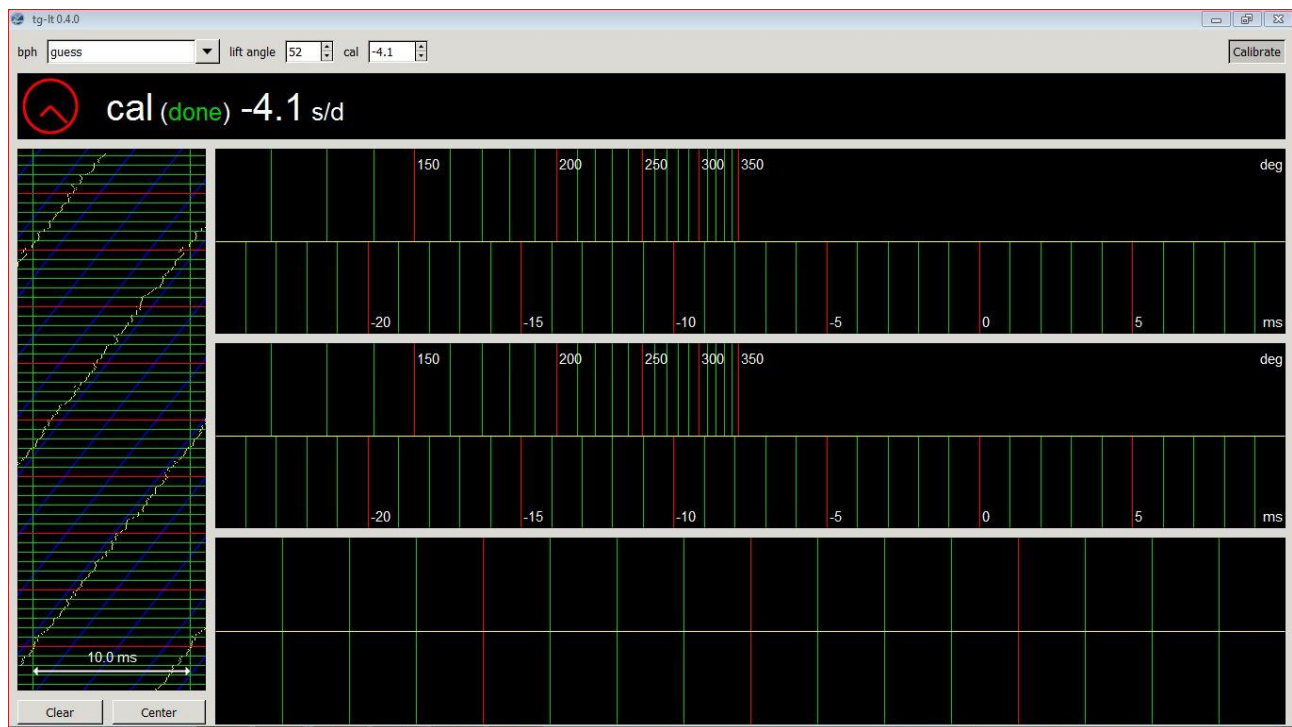 tg-lt 0.4.0
bph guess lift angle 52 cal -4.1 Calibrate
cal (done) -4.1 s/d
150 200 250 300 350 deg
-20 -15 -10 -5 0 5 ms
150 200 250 300 350 deg
-20 -15 -10 -5 0 5 ms
10.0 ms
Clear Center